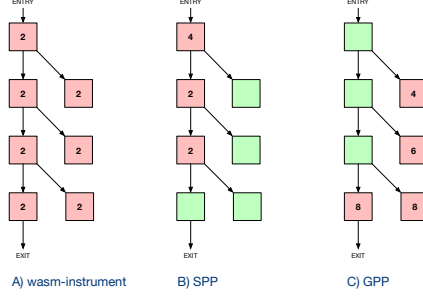 ENTRY ENTRY ENTRY
2 4
2 2 2 4
2 2 2 6
2 2 8 8
EXIT EXIT EXIT
A) wasm-instrument B) SPP C) GPP